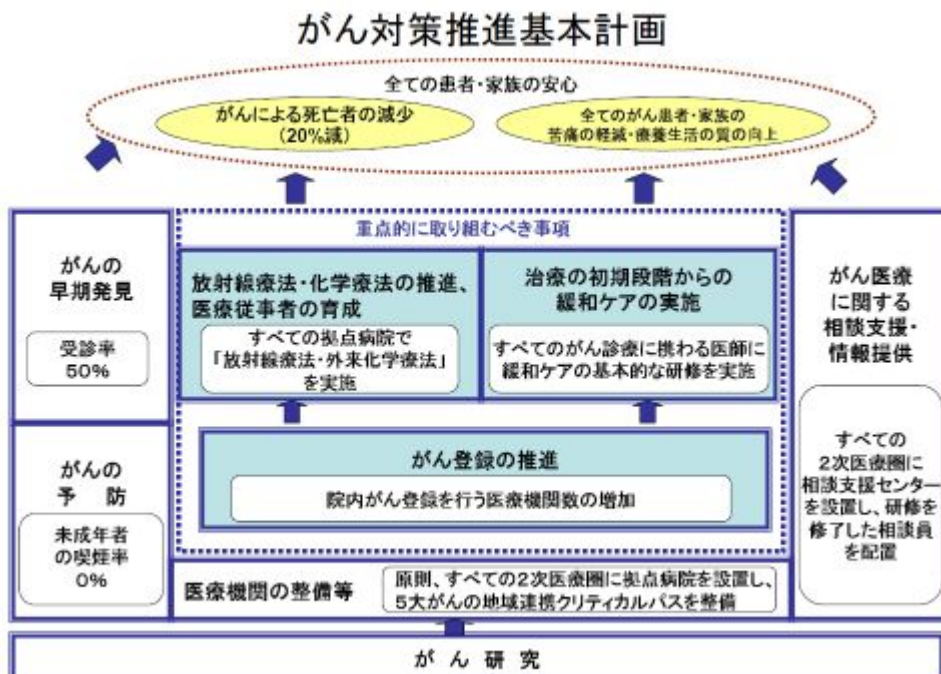 がん対策推進基本計画
全ての患者・家族の安心
がんによる死亡者の減少
(20%減)
全てのがん患者・家族の
苦痛の軽減・療養生活の質の向上
重点的に取り組むべき事項
がんの
早期発見
受診率
50%
放射線療法・化学療法の推進、
医療従事者の育成
すべての拠点病院で
「放射線療法・外来化学療法」
を実施
治療の初期段階からの
緩和ケアの実施
すべてのがん診療に携わる医師に
緩和ケアの基本的な研修を実施
がん医療
に関する
相談支援・
情報提供
すべての
2次医療圏に
相談支援センター
を設置し、研修を
修了した相談員
を配置
がんの
予 防
未成年者
の喫煙率
0%
がん登録の推進
院内がん登録を行う医療機関数の増加
医療機関の整備等
原則、すべての2次医療圏に拠点病院を設置し、
5大がんの地域連携クリティカルパスを整備
が ん 研 究